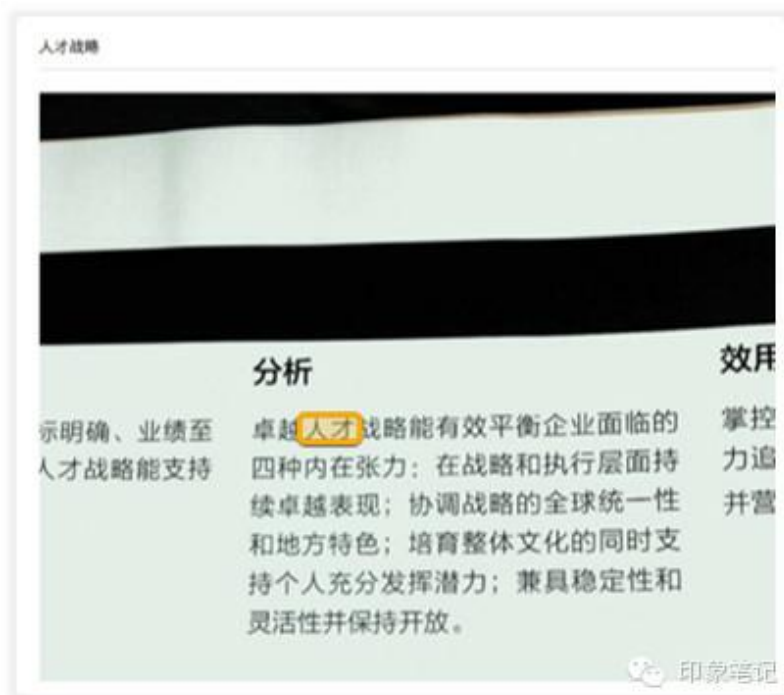 人才战略
分析
卓越人才战略能有效平衡企业面临的
四种内在张力；在战略和执行层面持
续卓越表现；协调战略的全球统一性
和地方特色；培育整体文化的同时支
持个人充分发挥潜力；兼具稳定性和
灵活性并保持开放。
标明确、业绩至
人才战略能支持
效用
掌控
力追
并营
印象笔记